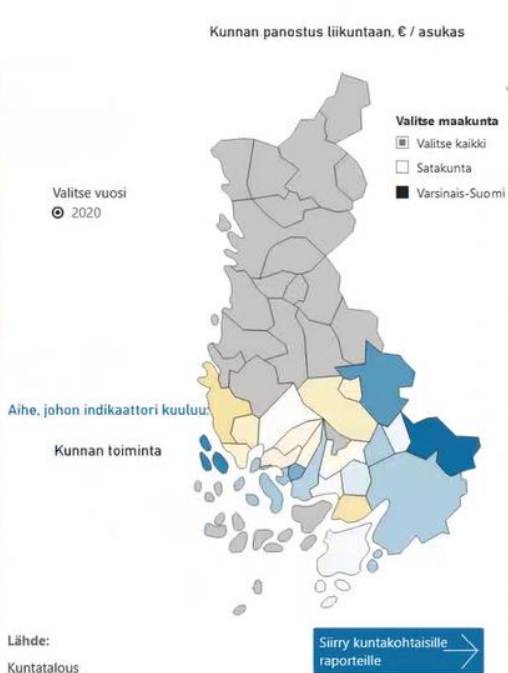 Kunnan panostus liikuntaan, € / asukas
Valitse maakunta
Valitse kaikki
Satakunta
Varsinais-Suomi
Valitse vuosi
2020
Aihe, johon indikaattori kuuluu:
Kunnan toiminta
Lähde:
Kuntatalous
Siirry kuntakohtaisille
raporteille